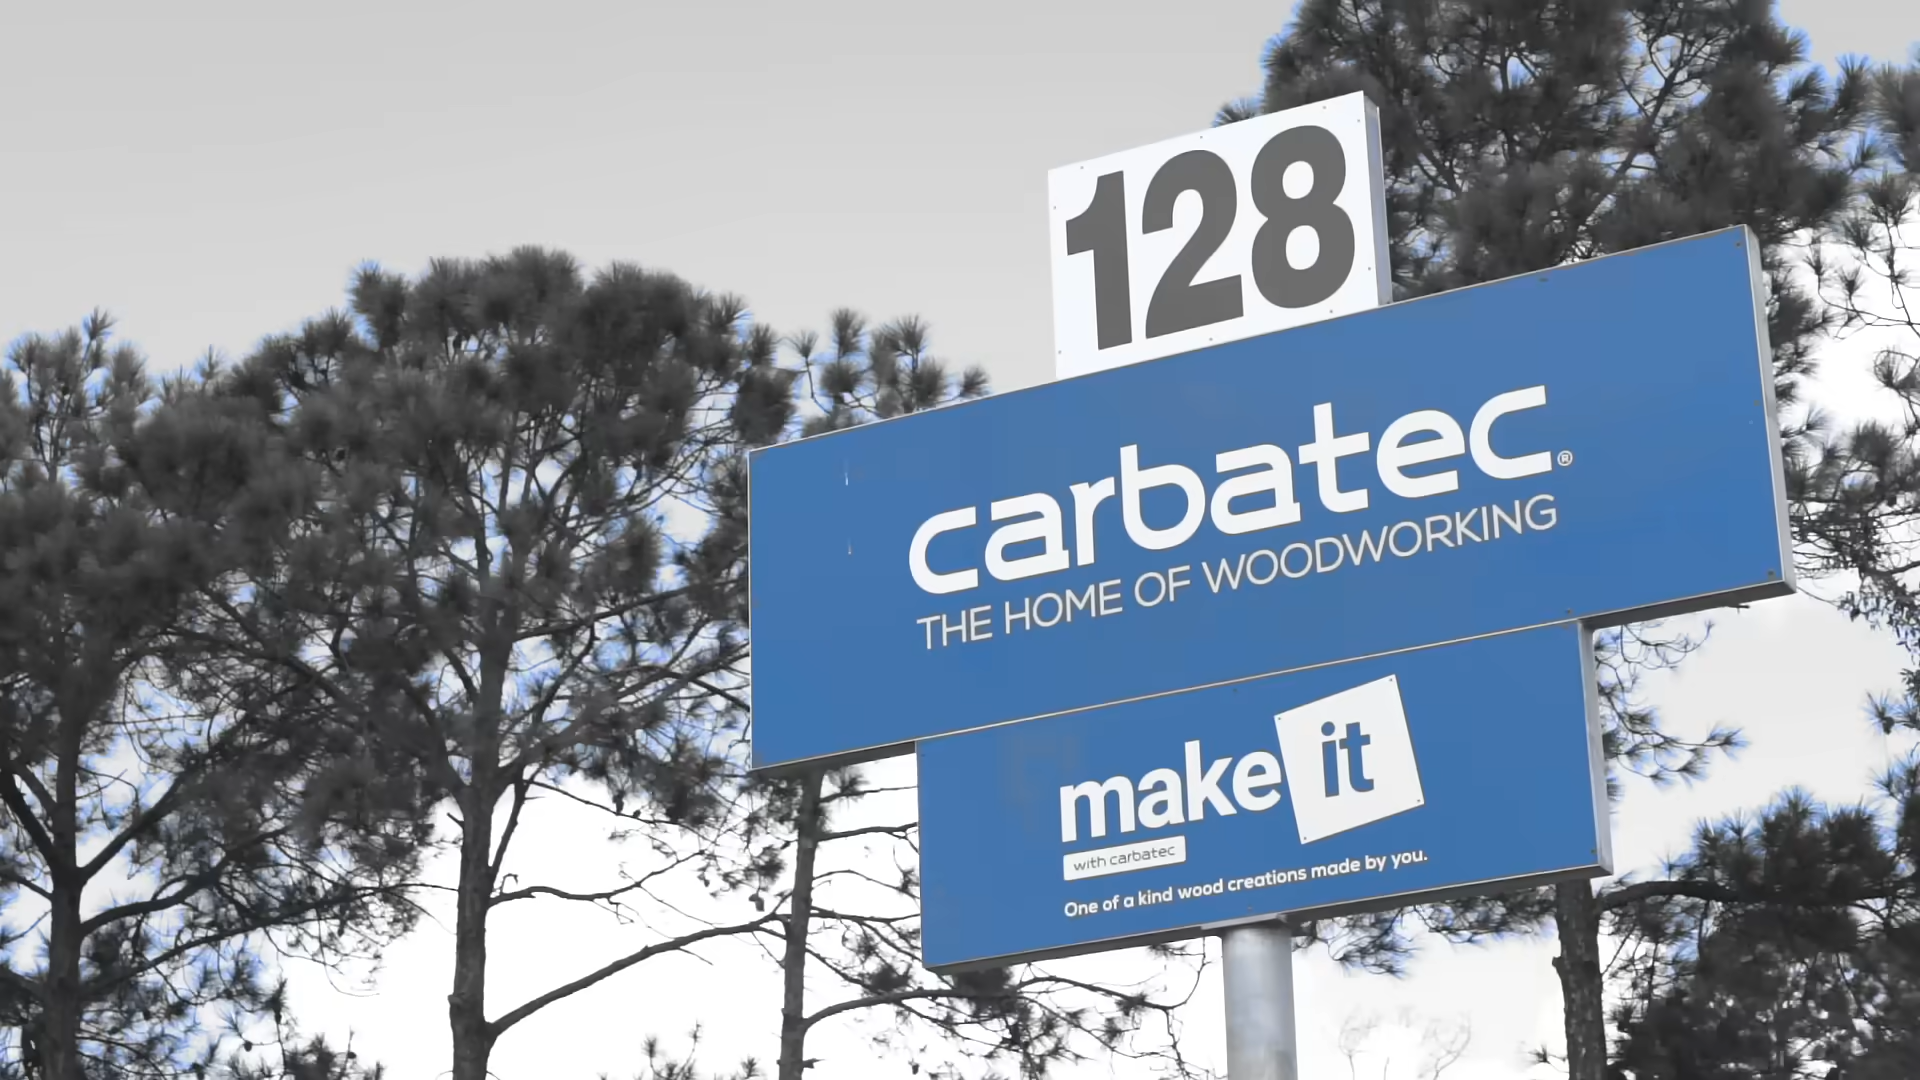 128
carbatec®
THE HOME OF WOODWORKING
make it
with carbatec
One of a kind wood creations made by you.